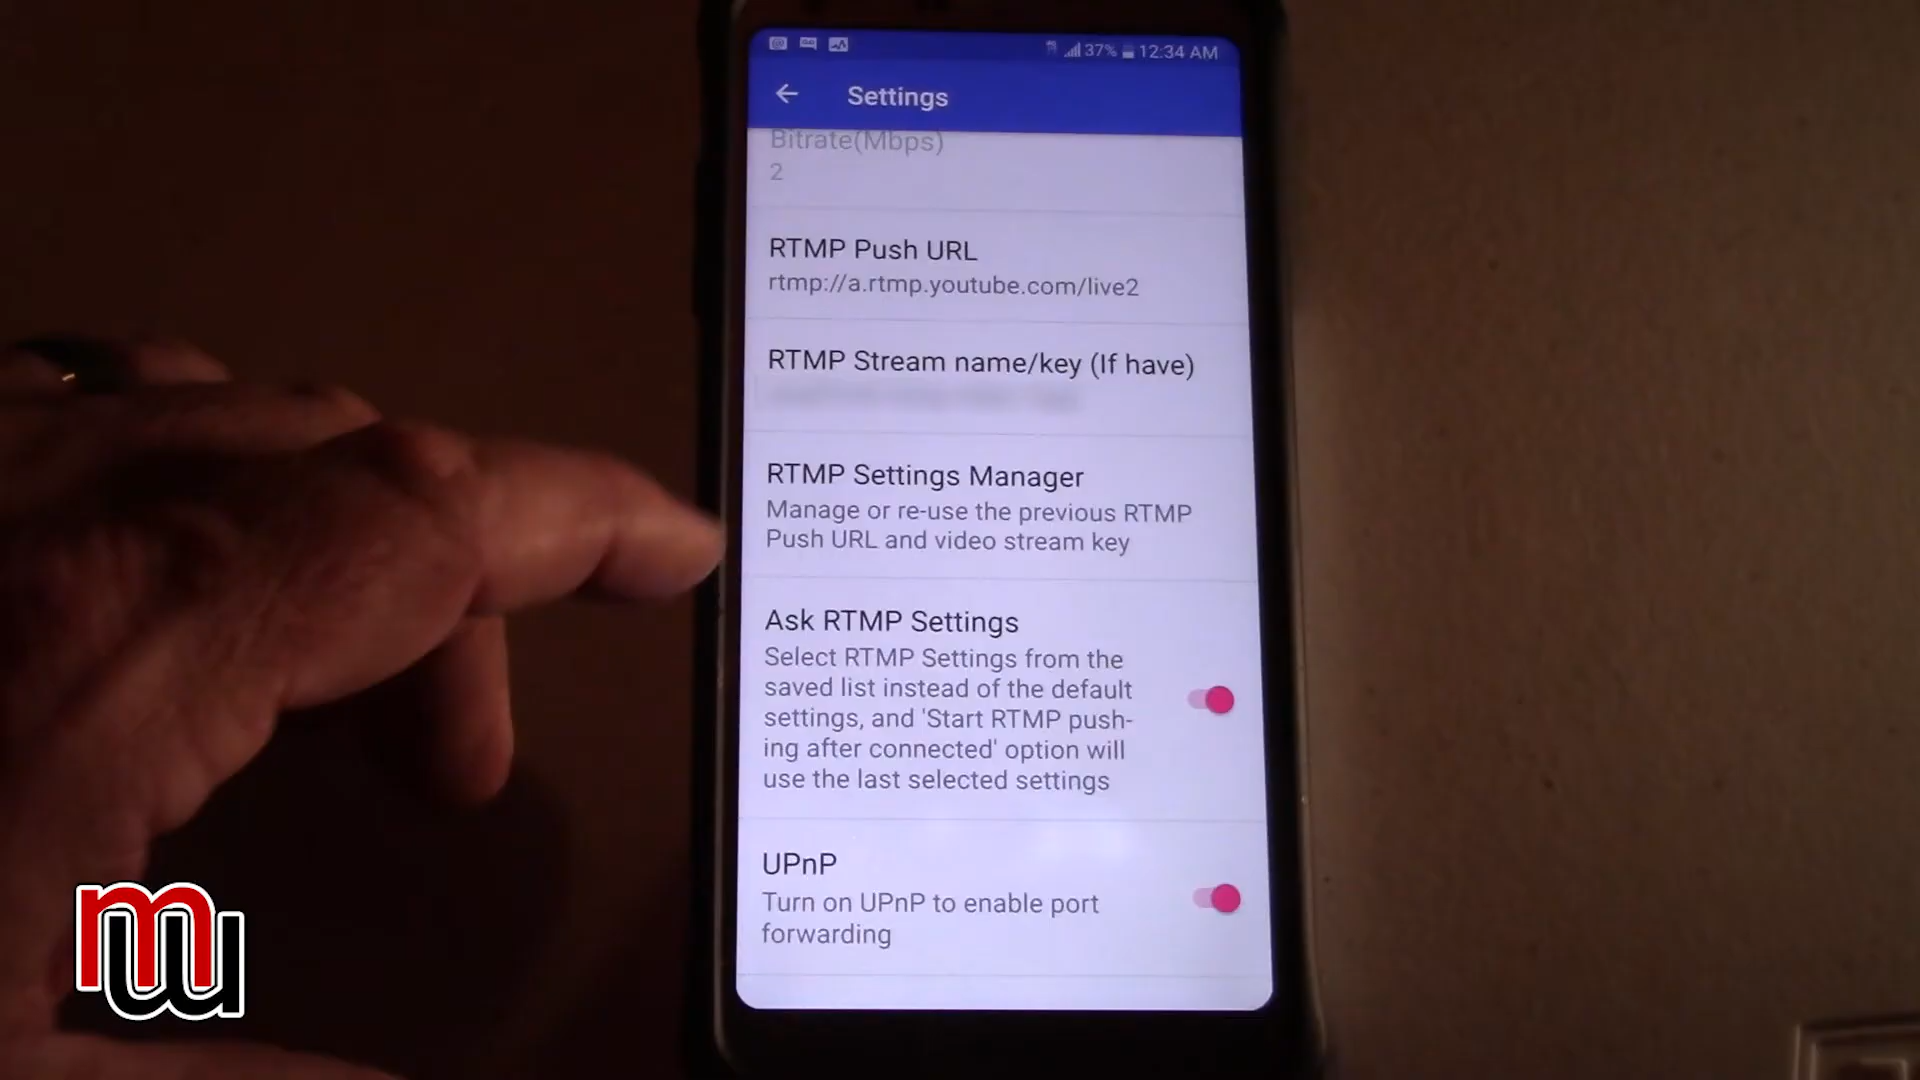 37% 12:34 AM
Settings
Bitrate(Mbps)
2
RTMP Push URL
rtmp://a.rtmp.youtube.com/live2
RTMP Stream name/key (If have)
RTMP Settings Manager
Manage or re-use the previous RTMP
Push URL and video stream key
Ask RTMP Settings
Select RTMP Settings from the
saved list instead of the default
settings, and 'Start RTMP push-
ing after connected' option will
use the last selected settings
UPnP
Turn on UPnP to enable port
forwarding
mw